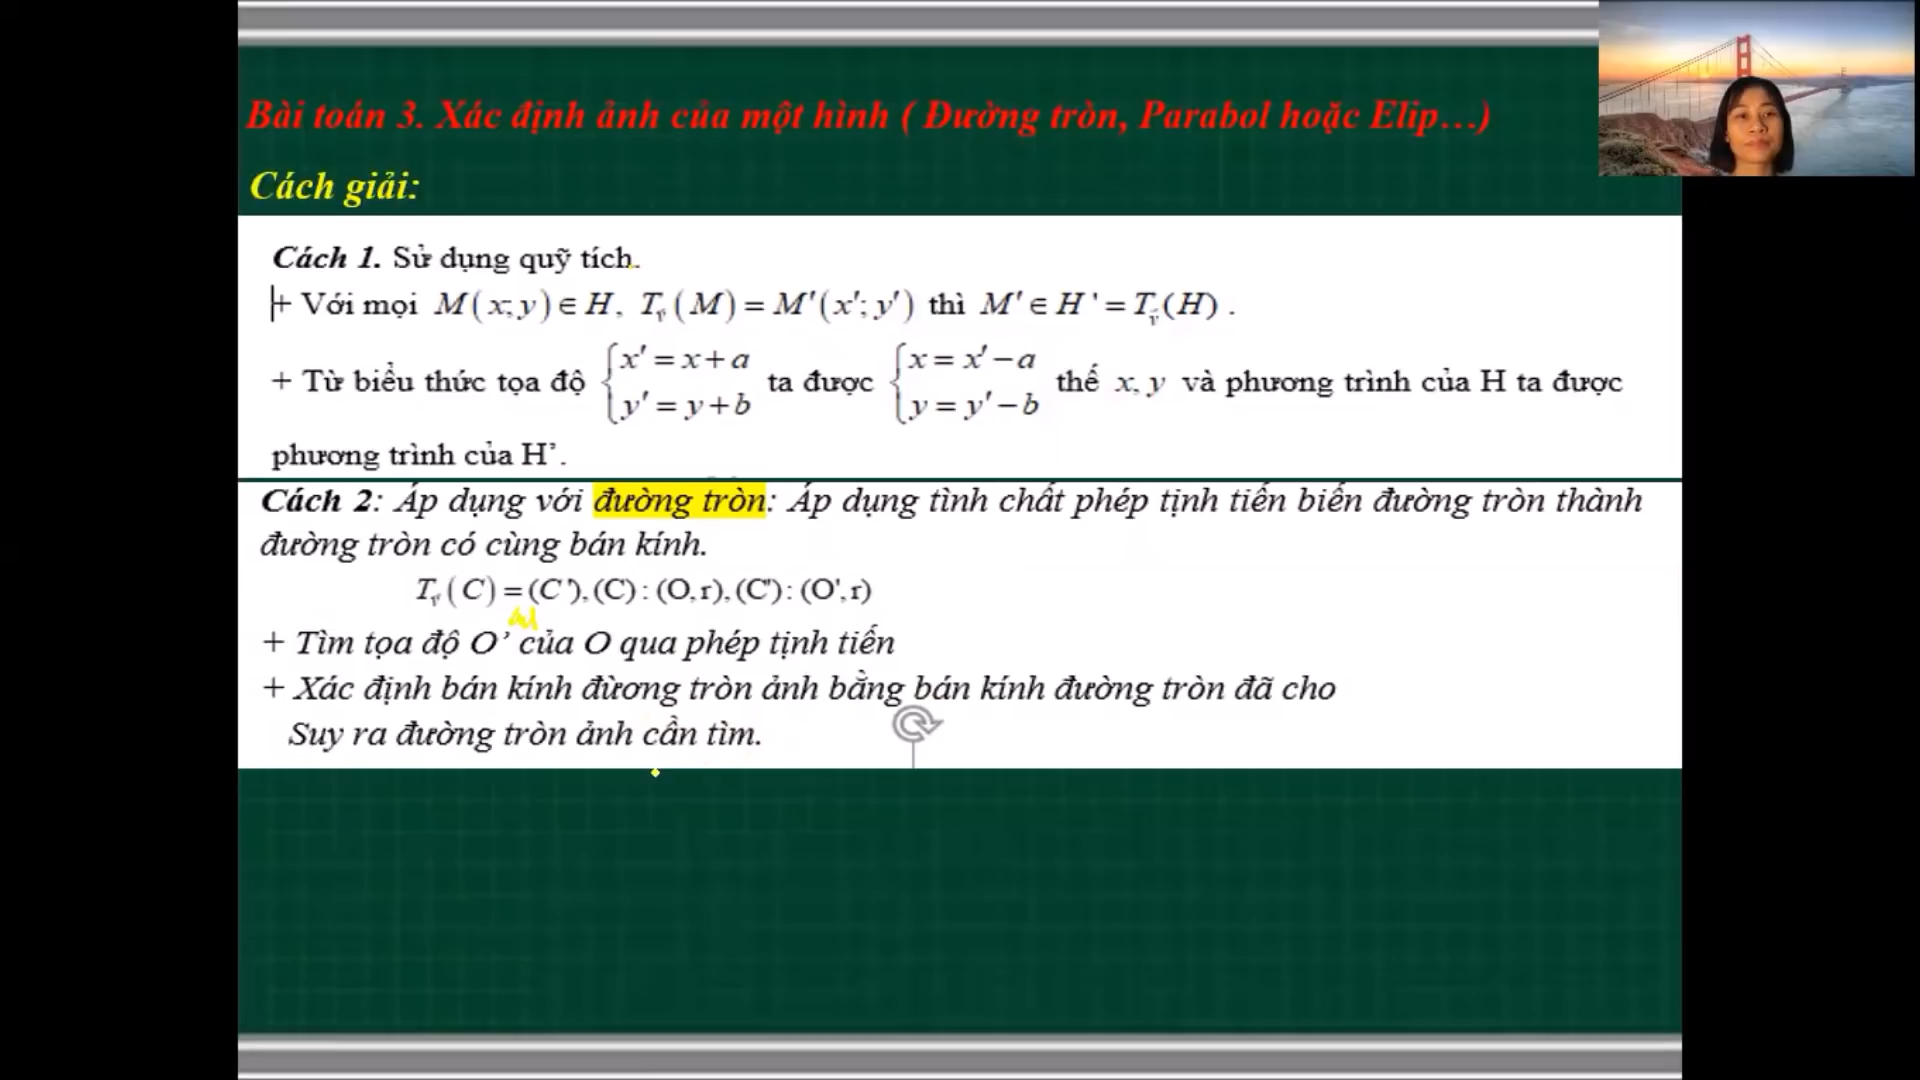 Bài toán 3. Xác định ảnh của một hình ( Đường tròn, Parabol hoặc Elip…)
Cách giải:
Cách 1. Sử dụng quỹ tích.
+ Với mọi M(x;y)∈H, T_v(M)=M'(x';y') thì M'∈H'=T_v(H).
+ Từ biểu thức tọa độ {x'=x+a y'=y+b ta được {x=x'−a y=y'−b thế x, y và phương trình của H ta được
phương trình của H’.
Cách 2: Áp dụng với đường tròn: Áp dụng tình chất phép tịnh tiến biến đường tròn thành
đường tròn có cùng bán kính.
T_v(C)=(C'),(C):(O,r),(C'):(O',r)
+ Tìm tọa độ O’ của O qua phép tịnh tiến
+ Xác định bán kính đừơng tròn ảnh bằng bán kính đường tròn đã cho
Suy ra đường tròn ảnh cần tìm.